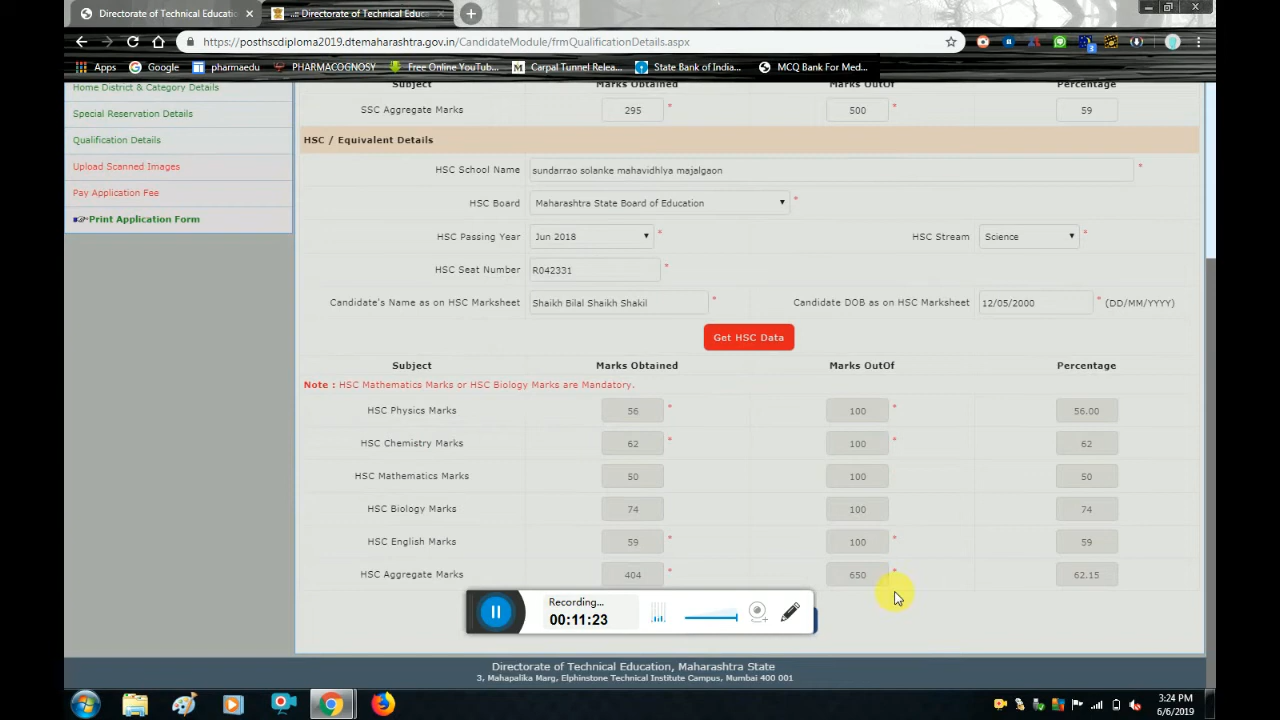 Directorate of Technical Educatio
..:: Directorate of Technical Educ
https://posthscdiploma2019.dtemaharashtra.gov.in/CandidateModule/frmQualificationDetails.aspx
Apps Google pharmaedu PHARMACOGNOSY Free Online YouTub... Carpal Tunnel Relea... State Bank of India... MCQ Bank For Med...
Home District & Category Details
Special Reservation Details
Qualification Details
Upload Scanned Images
Pay Application Fee
Print Application Form
Subject Marks Obtained Marks OutOf Percentage
SSC Aggregate Marks 295 * 500 * 59
HSC / Equivalent Details
HSC School Name sundarrao solanke mahavidhlya majalgaon *
HSC Board Maharashtra State Board of Education *
HSC Passing Year Jun 2018 * HSC Stream Science *
HSC Seat Number R042331 *
Candidate's Name as on HSC Marksheet Shaikh Bilal Shaikh Shakil * Candidate DOB as on HSC Marksheet 12/05/2000 * (DD/MM/YYYY)
Get HSC Data
Subject Marks Obtained Marks OutOf Percentage
Note : HSC Mathematics Marks or HSC Biology Marks are Mandatory.
HSC Physics Marks 56 * 100 * 56.00
HSC Chemistry Marks 62 * 100 * 62
HSC Mathematics Marks 50 100 50
HSC Biology Marks 74 100 74
HSC English Marks 59 * 100 * 59
HSC Aggregate Marks 404 * 650 * 62.15
Recording...
00:11:23
Directorate of Technical Education, Maharashtra State
3, Mahapalika Marg, Elphinstone Technical Institute Campus, Mumbai 400 001
3:24 PM
6/6/2019